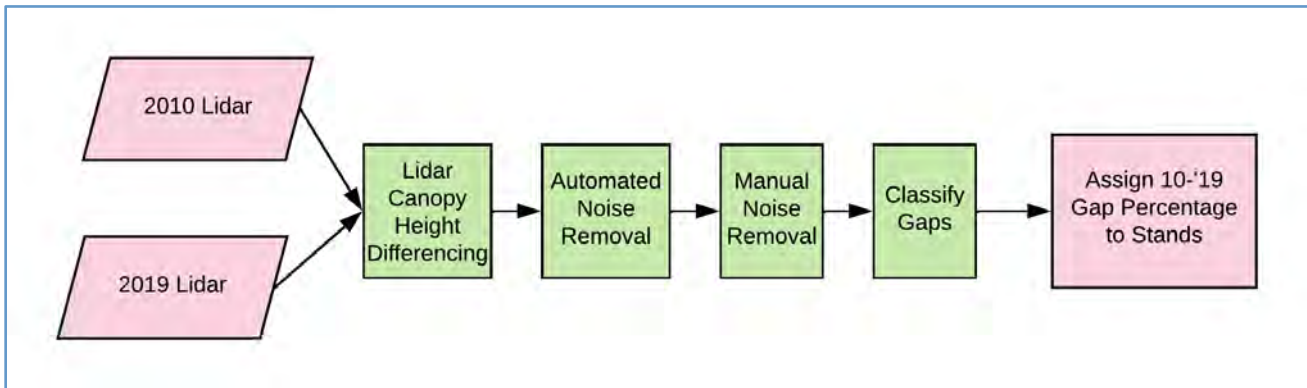 2010 Lidar
2019 Lidar
Lidar
Canopy
Height
Differencing
Automated
Noise
Removal
Manual
Noise
Removal
Classify
Gaps
Assign 10-'19
Gap Percentage
to Stands